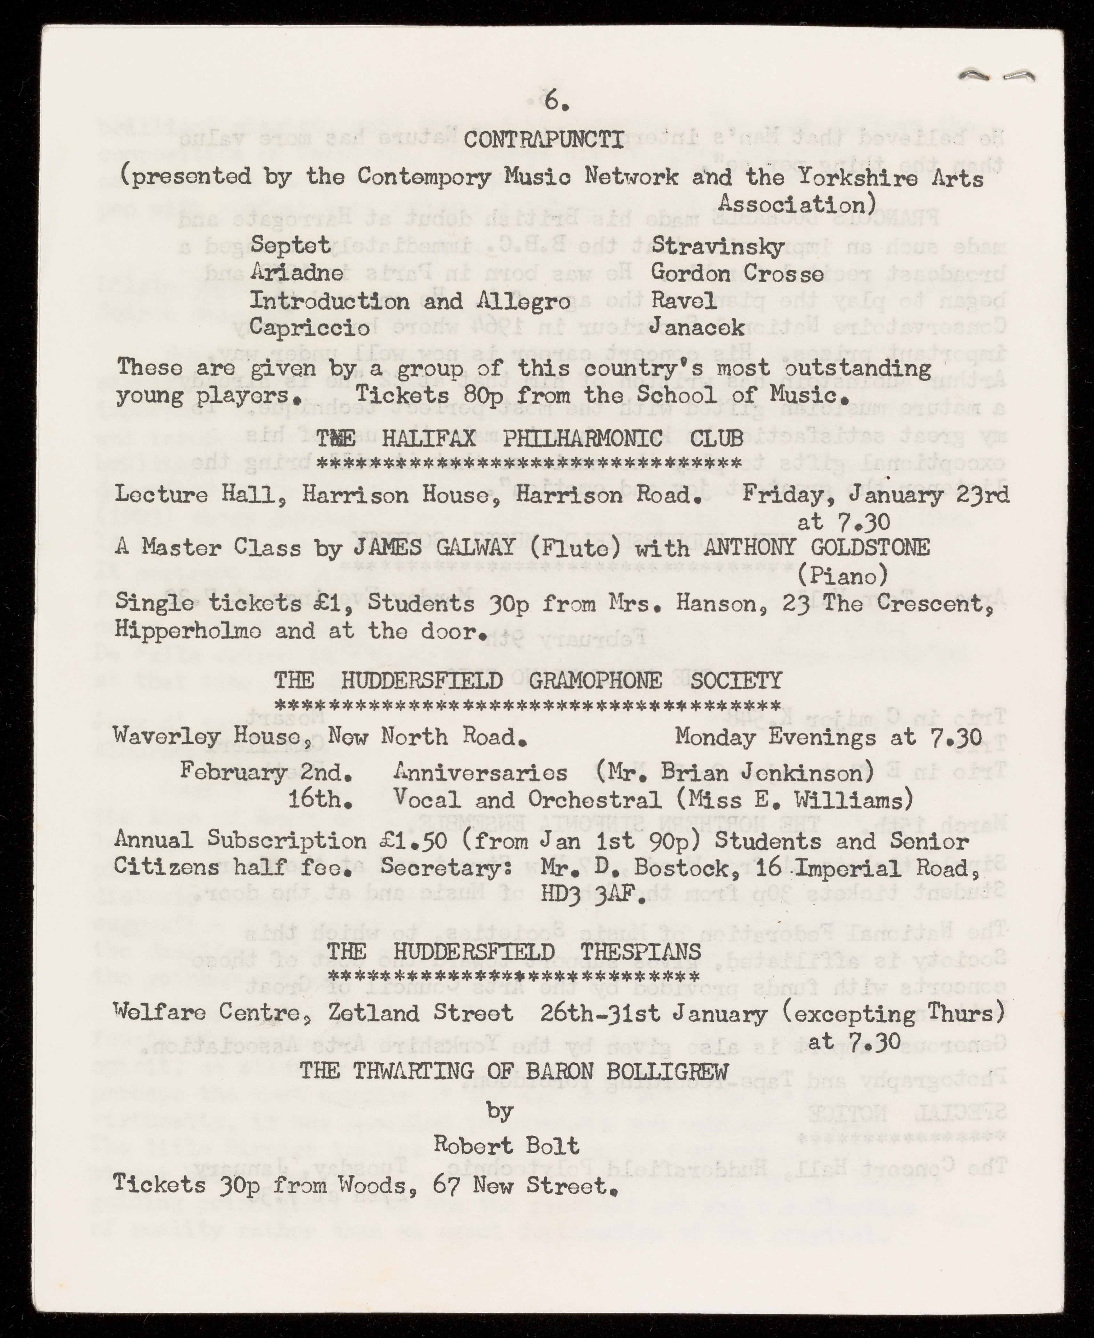 6.
CONTRAPUNCTI
(presented by the Contempory Music Network and the Yorkshire Arts
Association)
Septet Stravinsky
Ariadne Gordon Crosse
Introduction and Allegro Ravel
Capriccio Janacek
These are given by a group of this country's most outstanding
young players. Tickets 80p from the School of Music.
THE HALIFAX PHILHARMONIC CLUB
********************************
Lecture Hall, Harrison House, Harrison Road. Friday, January 23rd
at 7.30
A Master Class by JAMES GALWAY (Flute) with ANTHONY GOLDSTONE
(Piano)
Single tickets £1, Students 30p from Mrs. Hanson, 23 The Crescent,
Hipperholme and at the door.
THE HUDDERSFIELD GRAMOPHONE SOCIETY
**************************************
Waverley House, New North Road. Monday Evenings at 7.30
February 2nd. Anniversaries (Mr. Brian Jenkinson)
16th. Vocal and Orchestral (Miss E. Williams)
Annual Subscription £1.50 (from Jan 1st 90p) Students and Senior
Citizens half fee. Secretary: Mr. D. Bostock, 16 Imperial Road,
HD3 3AF.
THE HUDDERSFIELD THESPIANS
****************************
Welfare Centre, Zetland Street 26th-31st January (excepting Thurs)
at 7.30
THE THWARTING OF BARON BOLLIGREW
by
Robert Bolt
Tickets 30p from Woods, 67 New Street.